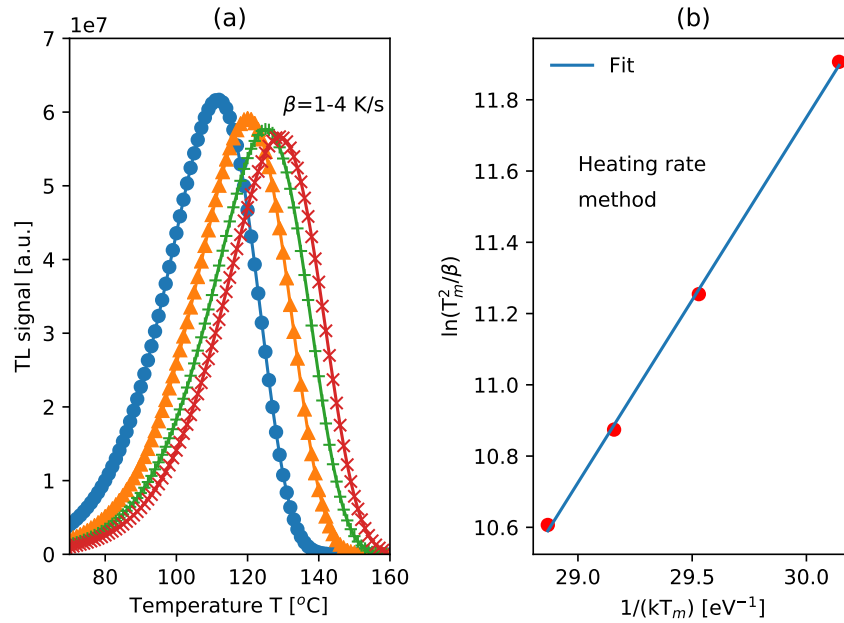 (a)
1e7
β=1-4 K/s
TL signal [a.u.]
7
6
5
4
3
2
1
0
80
100
120
140
160
Temperature T [°C]
(b)
Fit
Heating rate
method
ln(T²ₘ/β)
11.8
11.6
11.4
11.2
11.0
10.8
10.6
29.0
29.5
30.0
1/(kTₘ) [eV⁻¹]